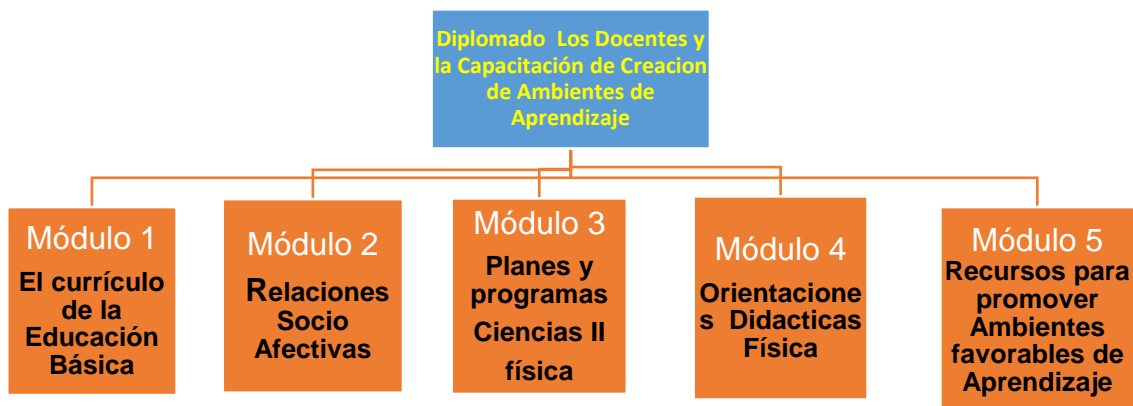 Diplomado Los Docentes y
la Capacitación de Creacion
de Ambientes de
Aprendizaje
Módulo 1
El currículo
de la
Educación
Básica
Módulo 2
Relaciones
Socio
Afectivas
Módulo 3
Planes y
programas
Ciencias II
física
Módulo 4
Orientacione
s Didacticas
Física
Módulo 5
Recursos para
promover
Ambientes
favorables de
Aprendizaje